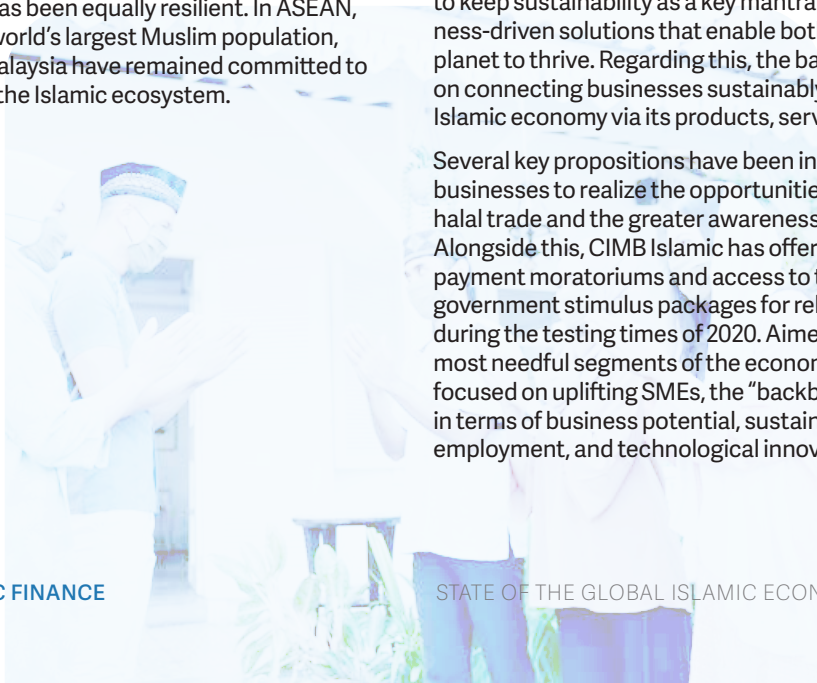 has been equally resilient. In ASEAN,
world's largest Muslim population,
alaysia have remained committed to
the Islamic ecosystem.
to keep sustainability as a key mantra
ness-driven solutions that enable bot
planet to thrive. Regarding this, the ba
on connecting businesses sustainably
Islamic economy via its products, serv
Several key propositions have been in
businesses to realize the opportunitie
halal trade and the greater awareness
Alongside this, CIMB Islamic has offer
payment moratoriums and access to t
government stimulus packages for rel
during the testing times of 2020. Aime
most needful segments of the econor
focused on uplifting SMEs, the “backb
in terms of business potential, sustain
employment, and technological innov
C FINANCE
STATE OF THE GLOBAL ISLAMIC ECON